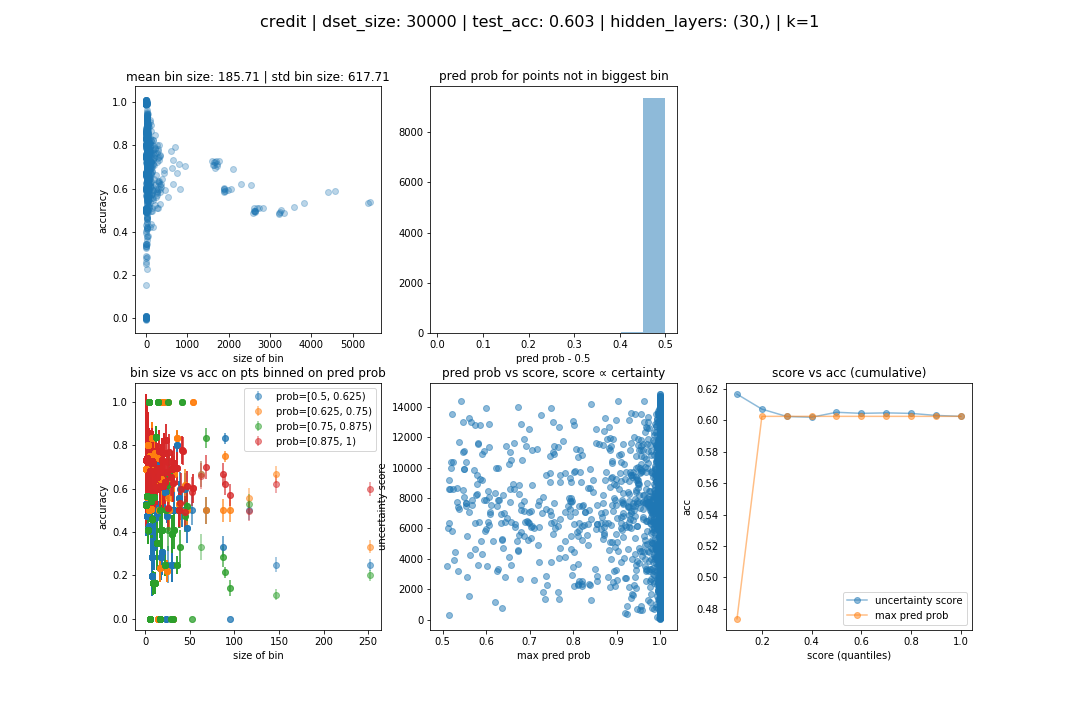 credit | dset_size: 30000 | test_acc: 0.603 | hidden_layers: (30,) | k=1
mean bin size: 185.71 | std bin size: 617.71
1.0
0.8
0.6
0.4
0.2
0.0
accuracy
0 1000 2000 3000 4000 5000
size of bin
pred prob for points not in biggest bin
8000
6000
4000
2000
0
0.0 0.1 0.2 0.3 0.4 0.5
pred prob - 0.5
bin size vs acc on pts binned on pred prob
1.0
0.8
0.6
0.4
0.2
0.0
accuracy
prob=[0.5, 0.625)
prob=[0.625, 0.75)
prob=[0.75, 0.875)
prob=[0.875, 1)
0 50 100 150 200 250
size of bin
pred prob vs score, score ∝ certainty
14000
12000
10000
8000
6000
4000
2000
0
uncertainty score
0.5 0.6 0.7 0.8 0.9 1.0
max pred prob
score vs acc (cumulative)
0.62
0.60
0.58
0.56
0.54
0.52
0.50
0.48
acc
uncertainty score
max pred prob
0.2 0.4 0.6 0.8 1.0
score (quantiles)